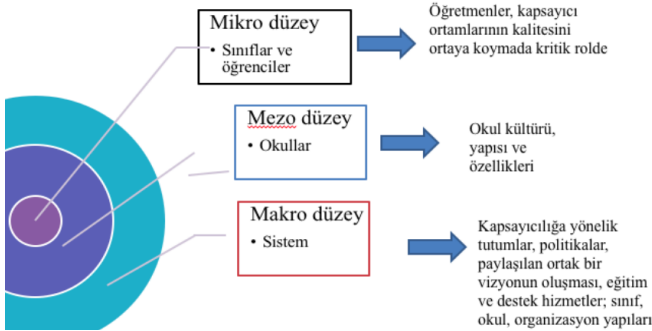 Mikro düzey
• Sınıflar ve
öğrenciler
Öğretmenler, kapsayıcı
ortamlarının kalitesini
ortaya koymada kritik rolde
Mezo düzey
• Okullar
Okul kültürü,
yapısı ve
özellikleri
Makro düzey
• Sistem
Kapsayıcılığa yönelik
tutumlar, politikalar,
paylaşılan ortak bir
vizyonun oluşması, eğitim
ve destek hizmetler; sınıf,
okul, organizasyon yapıları